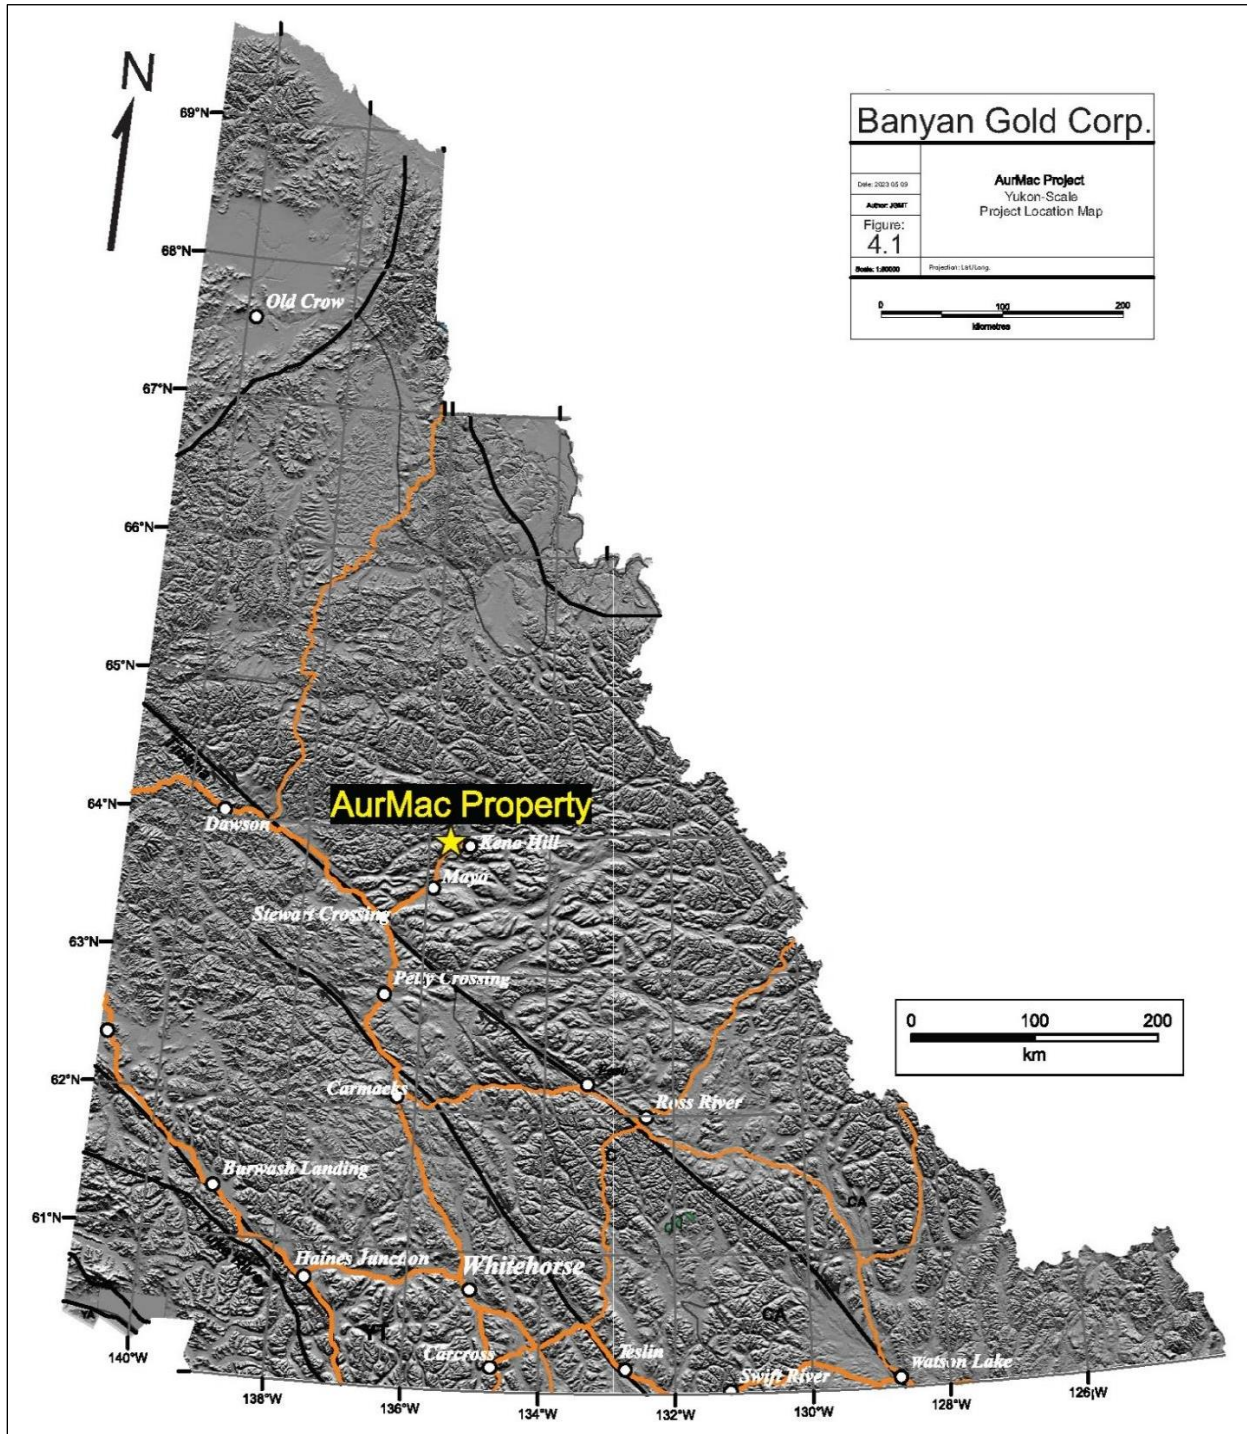 N
Banyan Gold Corp.
Date: 2023 05 09
Author: JGMT
Figure:
4.1
Scale: 1:80000
AurMac Project
Yukon-Scale
Project Location Map
Projection: Lat/Long.
0 100 200
kilometres
69°N
68°N
Old Crow
67°N
66°N
65°N
64°N
AurMac Property
Dawson
Keno Hill
Mayo
Stewart Crossing
63°N
Pelly Crossing
0 100 200
km
62°N
Carmacks
Faro
Ross River
Burwash Landing
CA
61°N
Haines Junction
Whitehorse
CA
YT
Carcross
Teslin
Swift River
Watson Lake
140°W
138°W
136°W
134°W
132°W
130°W
128°W
126°W